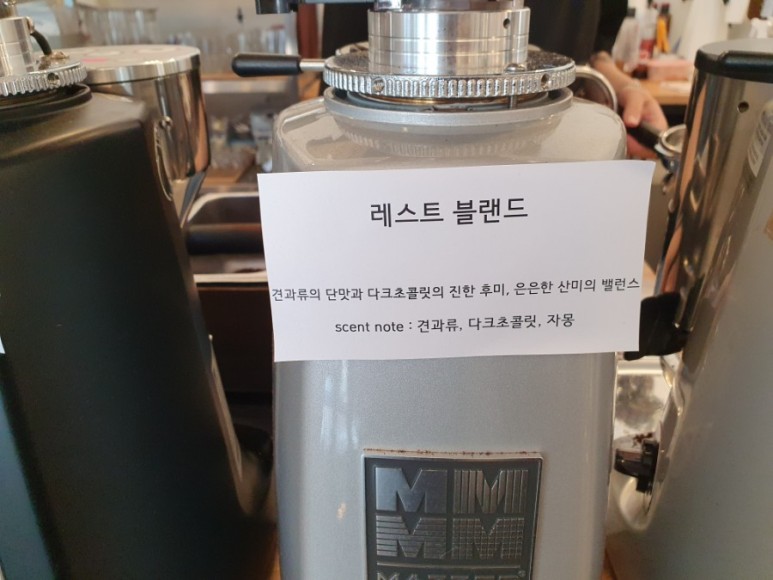 레스트 블랜드
견과류의 단맛과 다크초콜릿의 진한 후미, 은은한 산미의 밸런스
scent note : 견과류, 다크초콜릿, 자몽
M M
M M